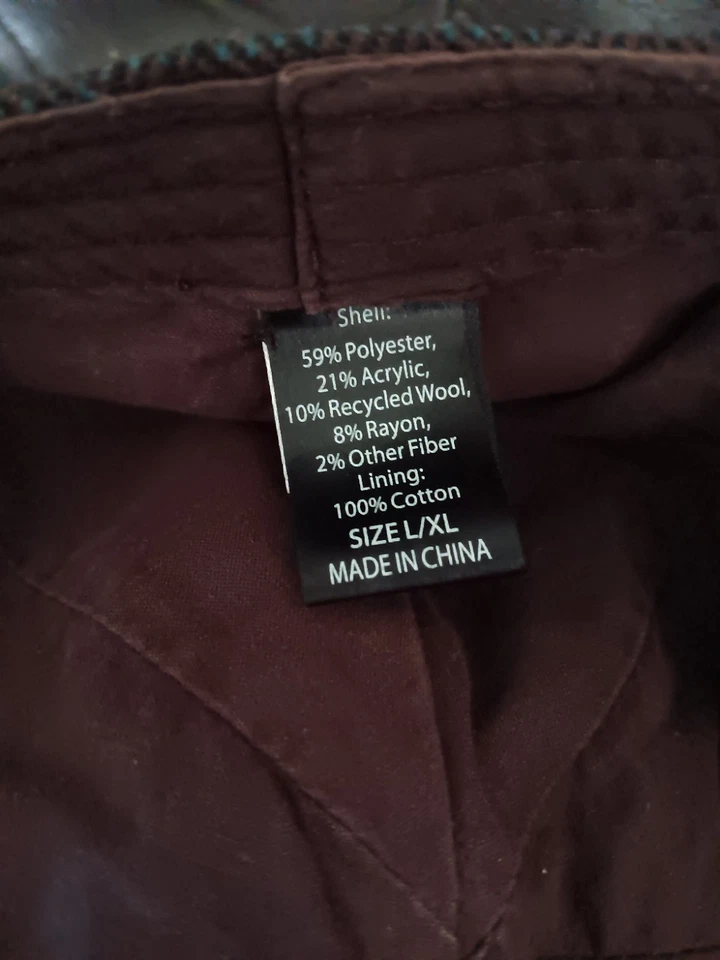 Shell:
59% Polyester,
21% Acrylic,
10% Recycled Wool,
8% Rayon,
2% Other Fiber
Lining:
100% Cotton
SIZE L/XL
MADE IN CHINA